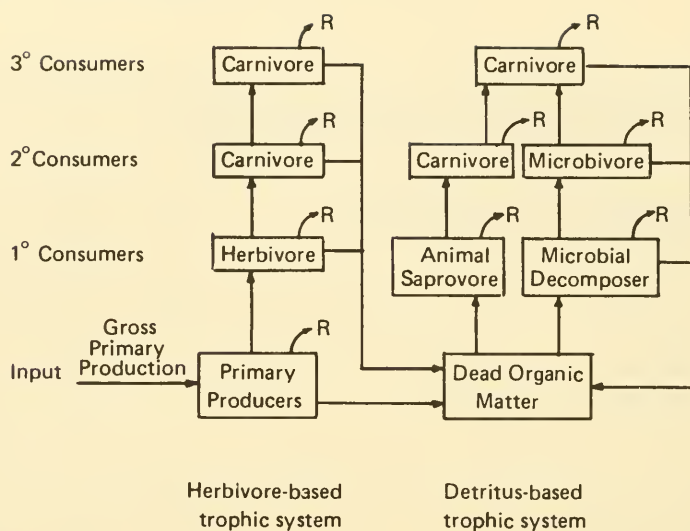 R
R
3° Consumers
Carnivore
Carnivore
R
R
R
2° Consumers
Carnivore
Carnivore
Microbivore
R
R
R
1° Consumers
Herbivore
Animal
Saprovore
Microbial
Decomposer
Gross
Primary
Production
R
Input
Primary
Producers
Dead Organic
Matter
Herbivore-based
trophic system
Detritus-based
trophic system